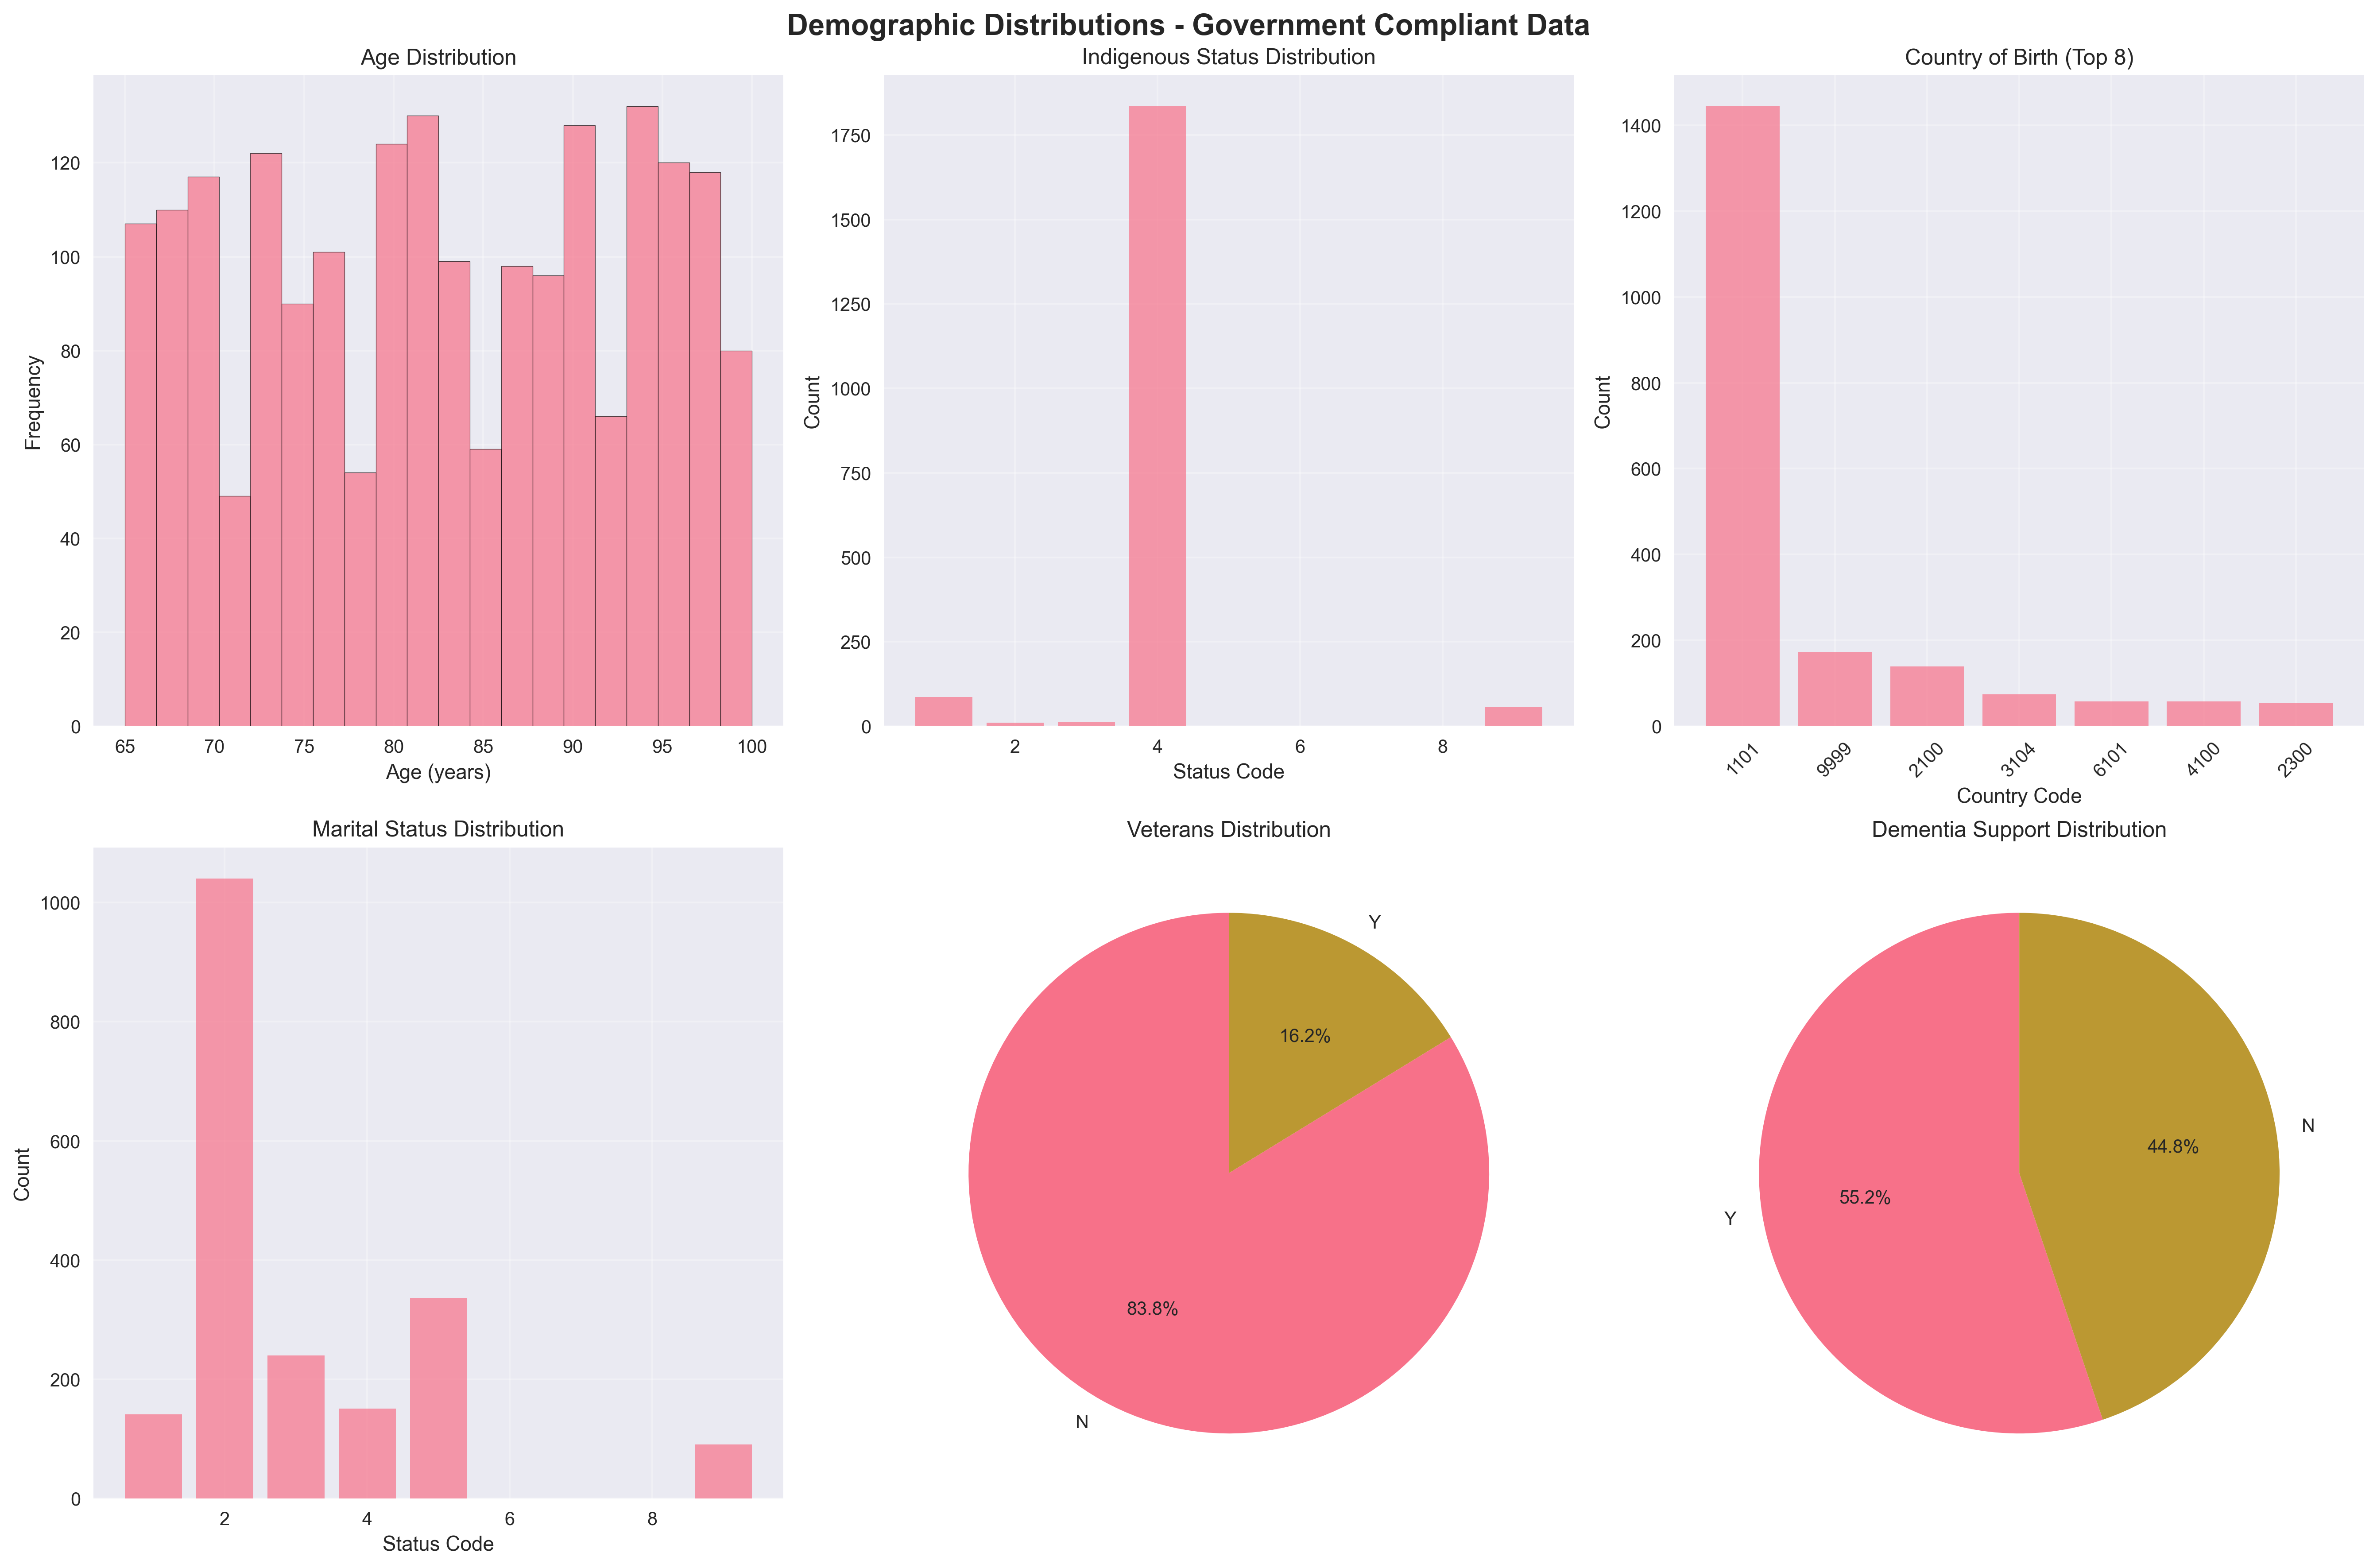 Demographic Distributions - Government Compliant Data
Age Distribution
Frequency
120
100
80
60
40
20
0
65 70 75 80 85 90 95 100
Age (years)
Indigenous Status Distribution
Count
1750
1500
1250
1000
750
500
250
0
2 4 6 8
Status Code
Country of Birth (Top 8)
Count
1400
1200
1000
800
600
400
200
0
1101 9999 2100 3104 6101 4100 2300
Country Code
Marital Status Distribution
Count
1000
800
600
400
200
0
2 4 6 8
Status Code
Veterans Distribution
Y
16.2%
83.8%
N
Dementia Support Distribution
N
44.8%
55.2%
Y